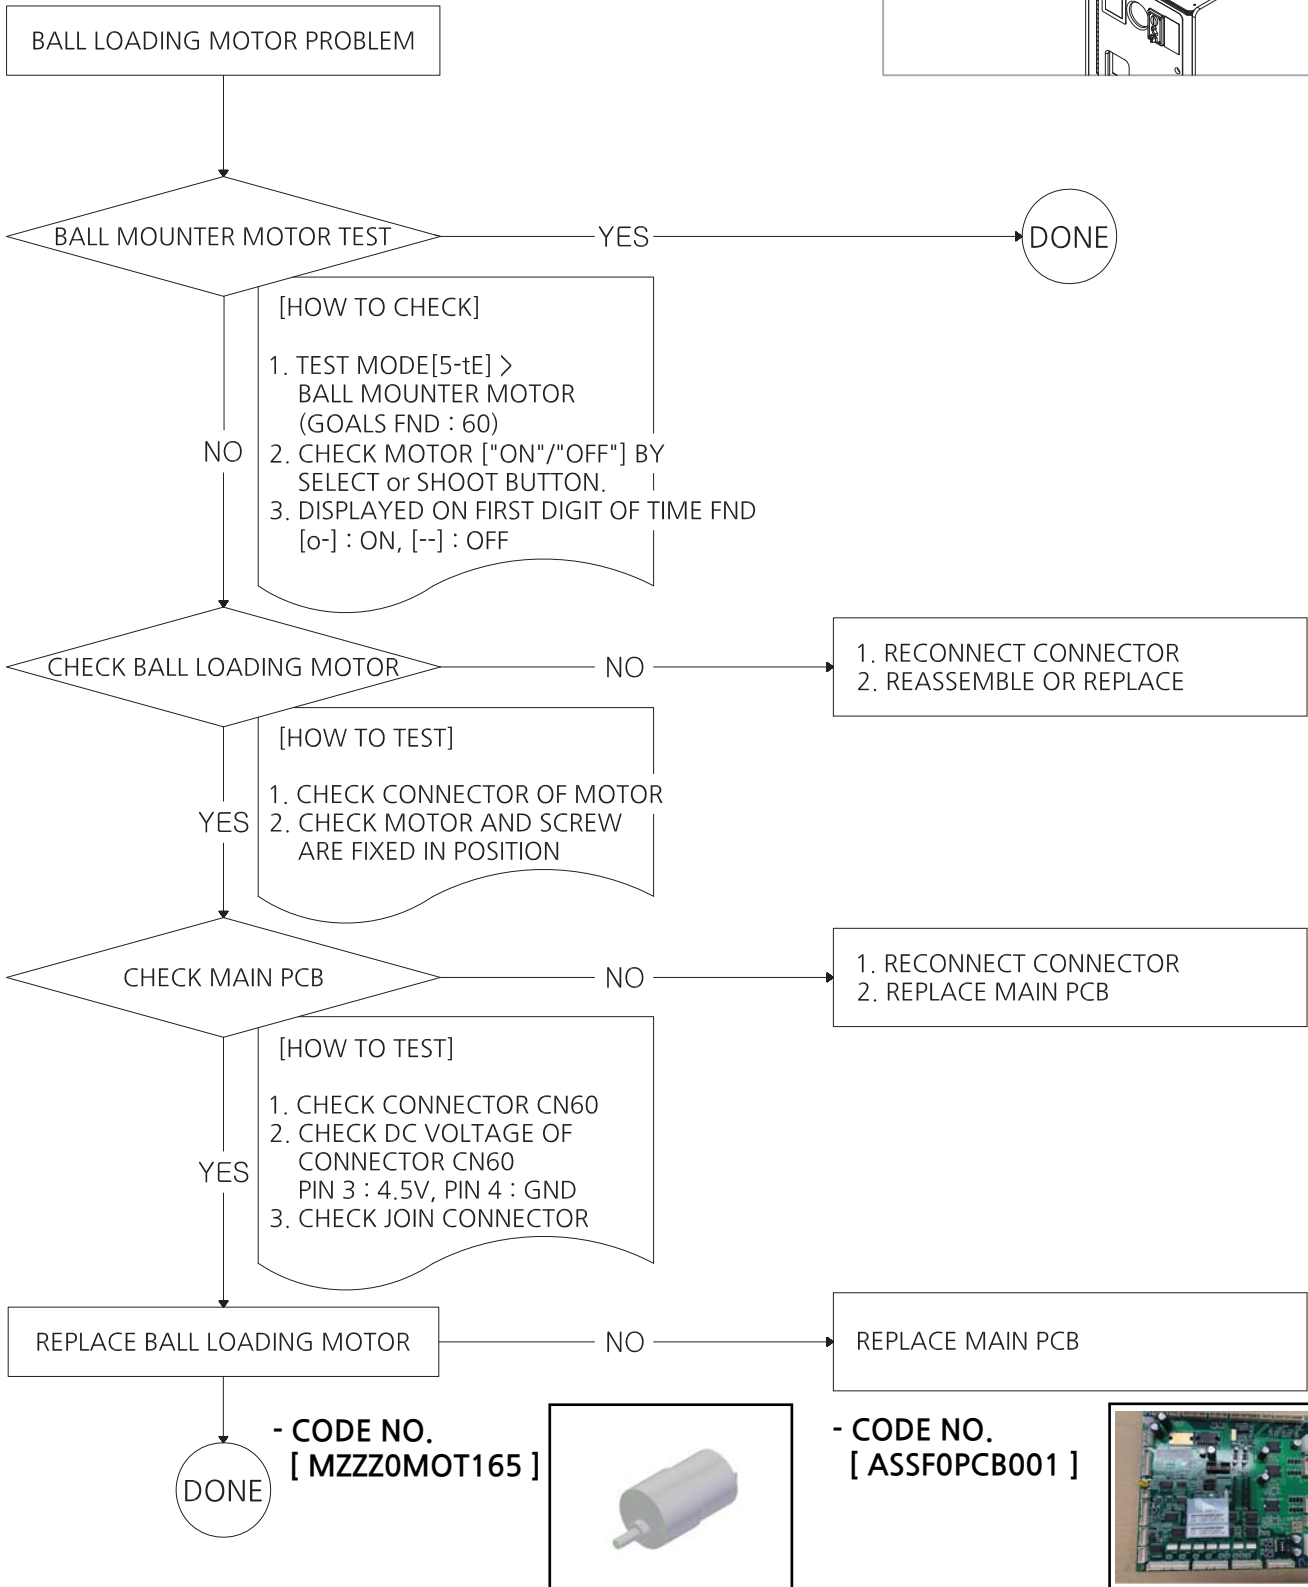 BALL LOADING MOTOR PROBLEM
BALL MOUNTER MOTOR TEST
YES
DONE
[HOW TO CHECK]
1. TEST MODE[5-tE] >
BALL MOUNTER MOTOR
(GOALS FND : 60)
2. CHECK MOTOR ["ON"/"OFF"] BY
SELECT or SHOOT BUTTON.
3. DISPLAYED ON FIRST DIGIT OF TIME FND
[o-] : ON, [--] : OFF
NO
CHECK BALL LOADING MOTOR
NO
1. RECONNECT CONNECTOR
2. REASSEMBLE OR REPLACE
[HOW TO TEST]
1. CHECK CONNECTOR OF MOTOR
2. CHECK MOTOR AND SCREW
ARE FIXED IN POSITION
YES
CHECK MAIN PCB
NO
1. RECONNECT CONNECTOR
2. REPLACE MAIN PCB
[HOW TO TEST]
1. CHECK CONNECTOR CN60
2. CHECK DC VOLTAGE OF
CONNECTOR CN60
PIN 3 : 4.5V, PIN 4 : GND
3. CHECK JOIN CONNECTOR
YES
REPLACE BALL LOADING MOTOR
NO
REPLACE MAIN PCB
DONE
- CODE NO.
[ MZZZ0MOT165 ]
- CODE NO.
[ ASSF0PCB001 ]